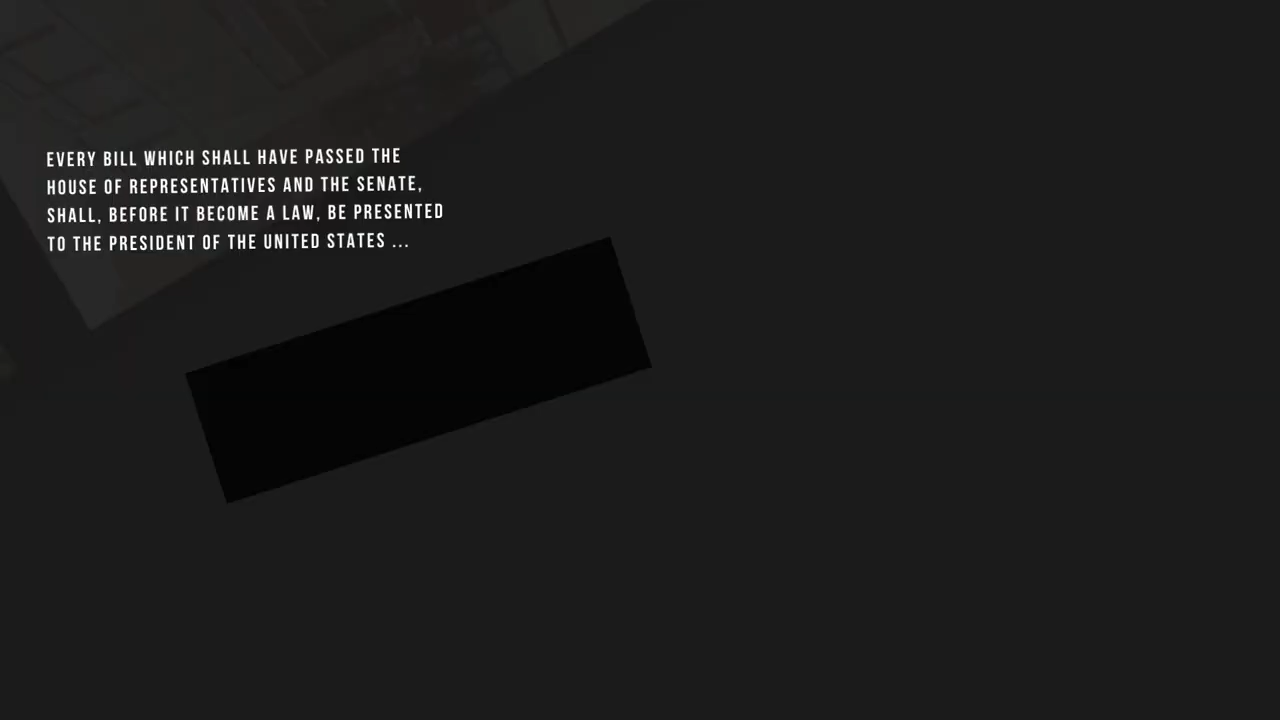 EVERY BILL WHICH SHALL HAVE PASSED THE
HOUSE OF REPRESENTATIVES AND THE SENATE,
SHALL, BEFORE IT BECOME A LAW, BE PRESENTED
TO THE PRESIDENT OF THE UNITED STATES ...